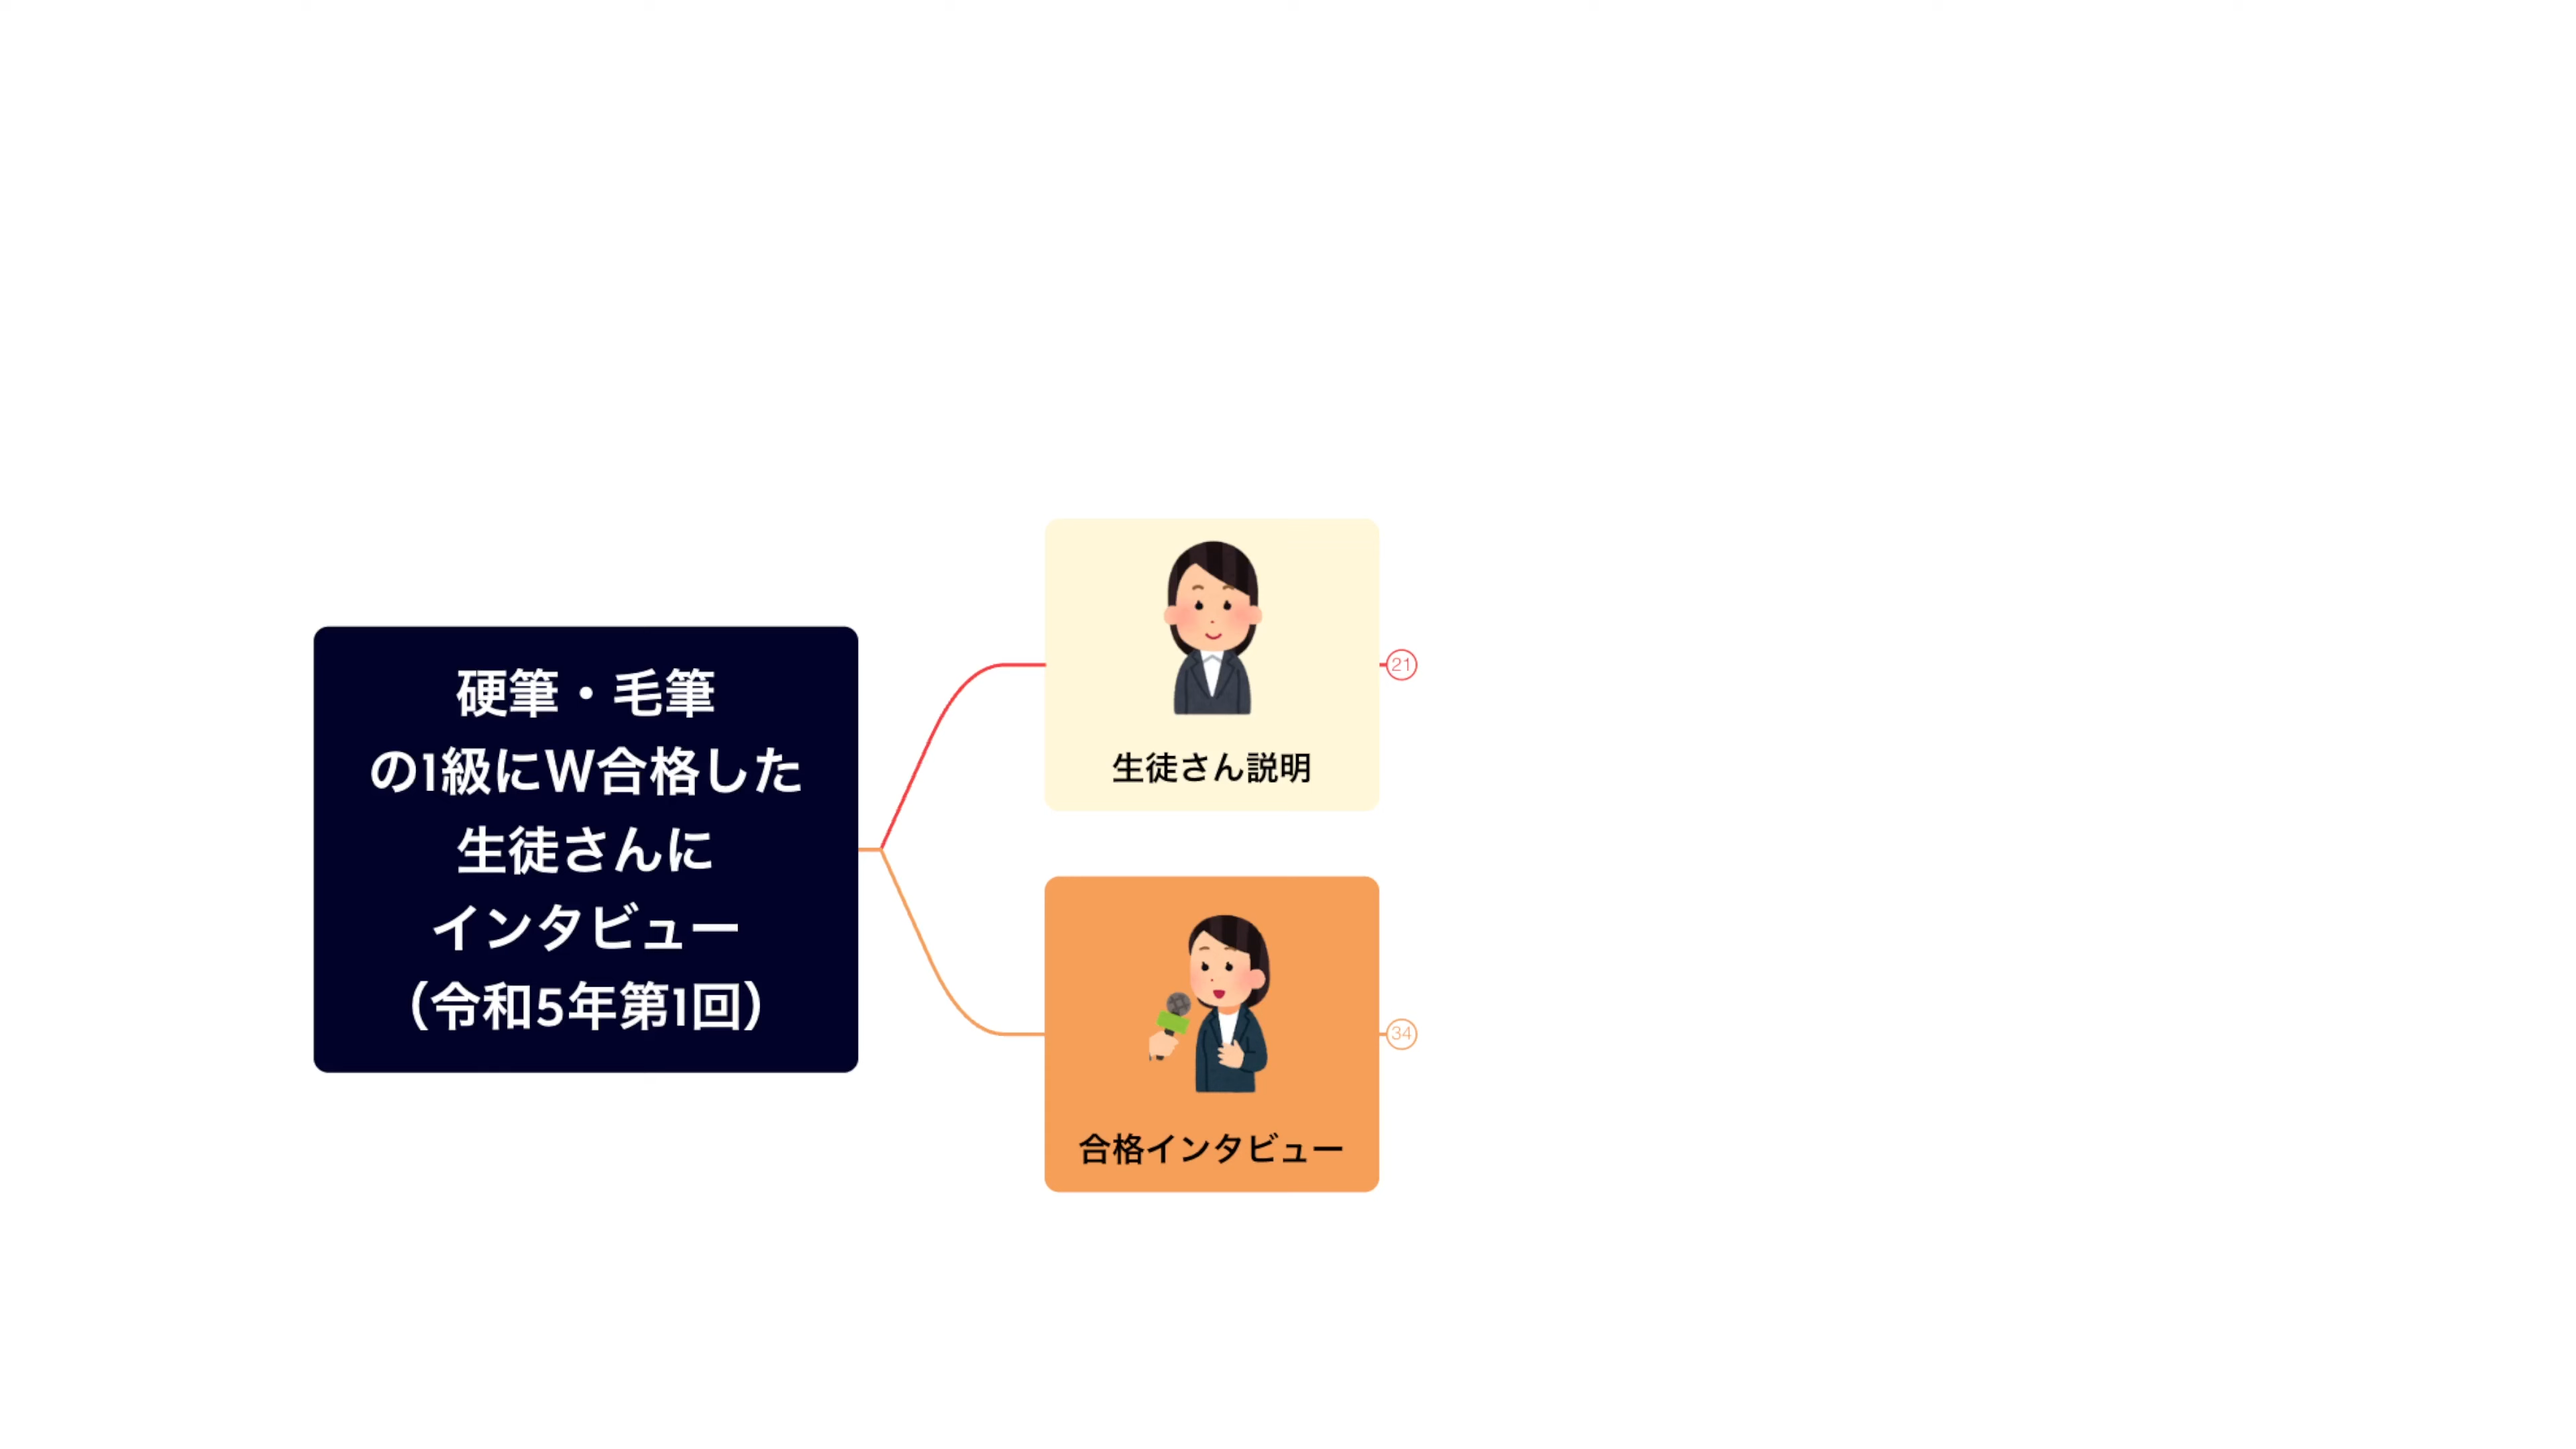 硬筆・毛筆
の1級にW合格した
生徒さんに
インタビュー
（令和5年第1回）
生徒さん説明
21
合格インタビュー
34